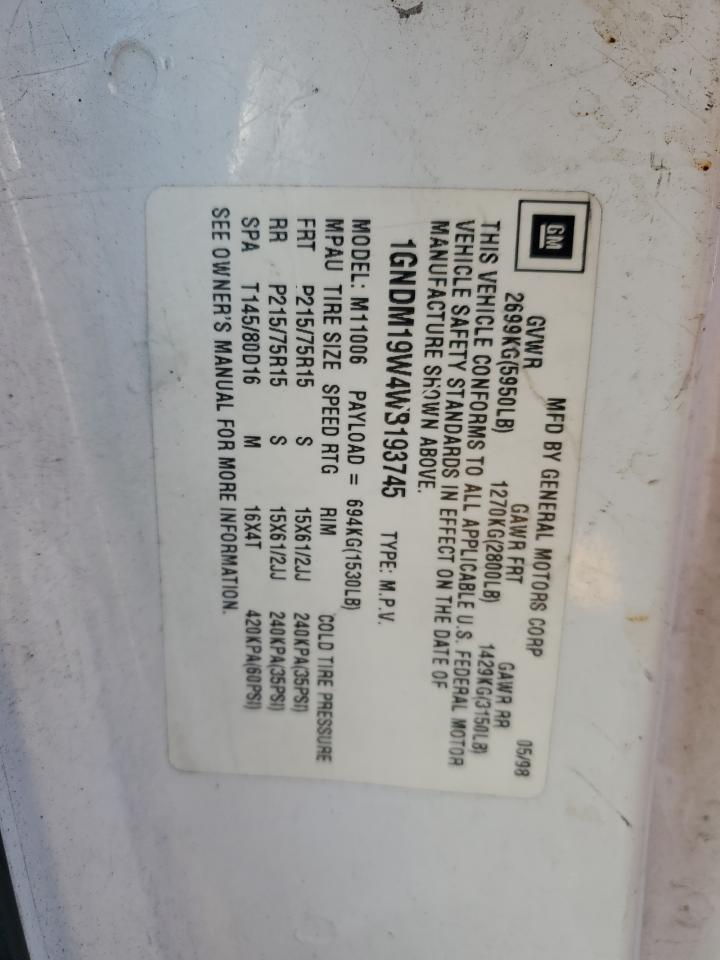 GM
MFD BY GENERAL MOTORS CORP 05/98
GVWR GAWR FRT GAWR RR
2699KG(5950LB) 1270KG(2800LB) 1429KG(3150LB)
THIS VEHICLE CONFORMS TO ALL APPLICABLE U.S. FEDERAL MOTOR
VEHICLE SAFETY STANDARDS IN EFFECT ON THE DATE OF
MANUFACTURE SHOWN ABOVE.
1GNDM19W4WB193745 TYPE: M.P.V.
MODEL: M11006 PAYLOAD = 694KG(1530LB)
MPAU TIRE SIZE SPEED RTG RIM COLD TIRE PRESSURE
FRT P215/75R15 S 15X61/2JJ 240KPA(35PSI)
RR P215/75R15 S 15X61/2JJ 240KPA(35PSI)
SPA T145/80D16 M 16X4T 420KPA(60PSI)
SEE OWNER'S MANUAL FOR MORE INFORMATION.